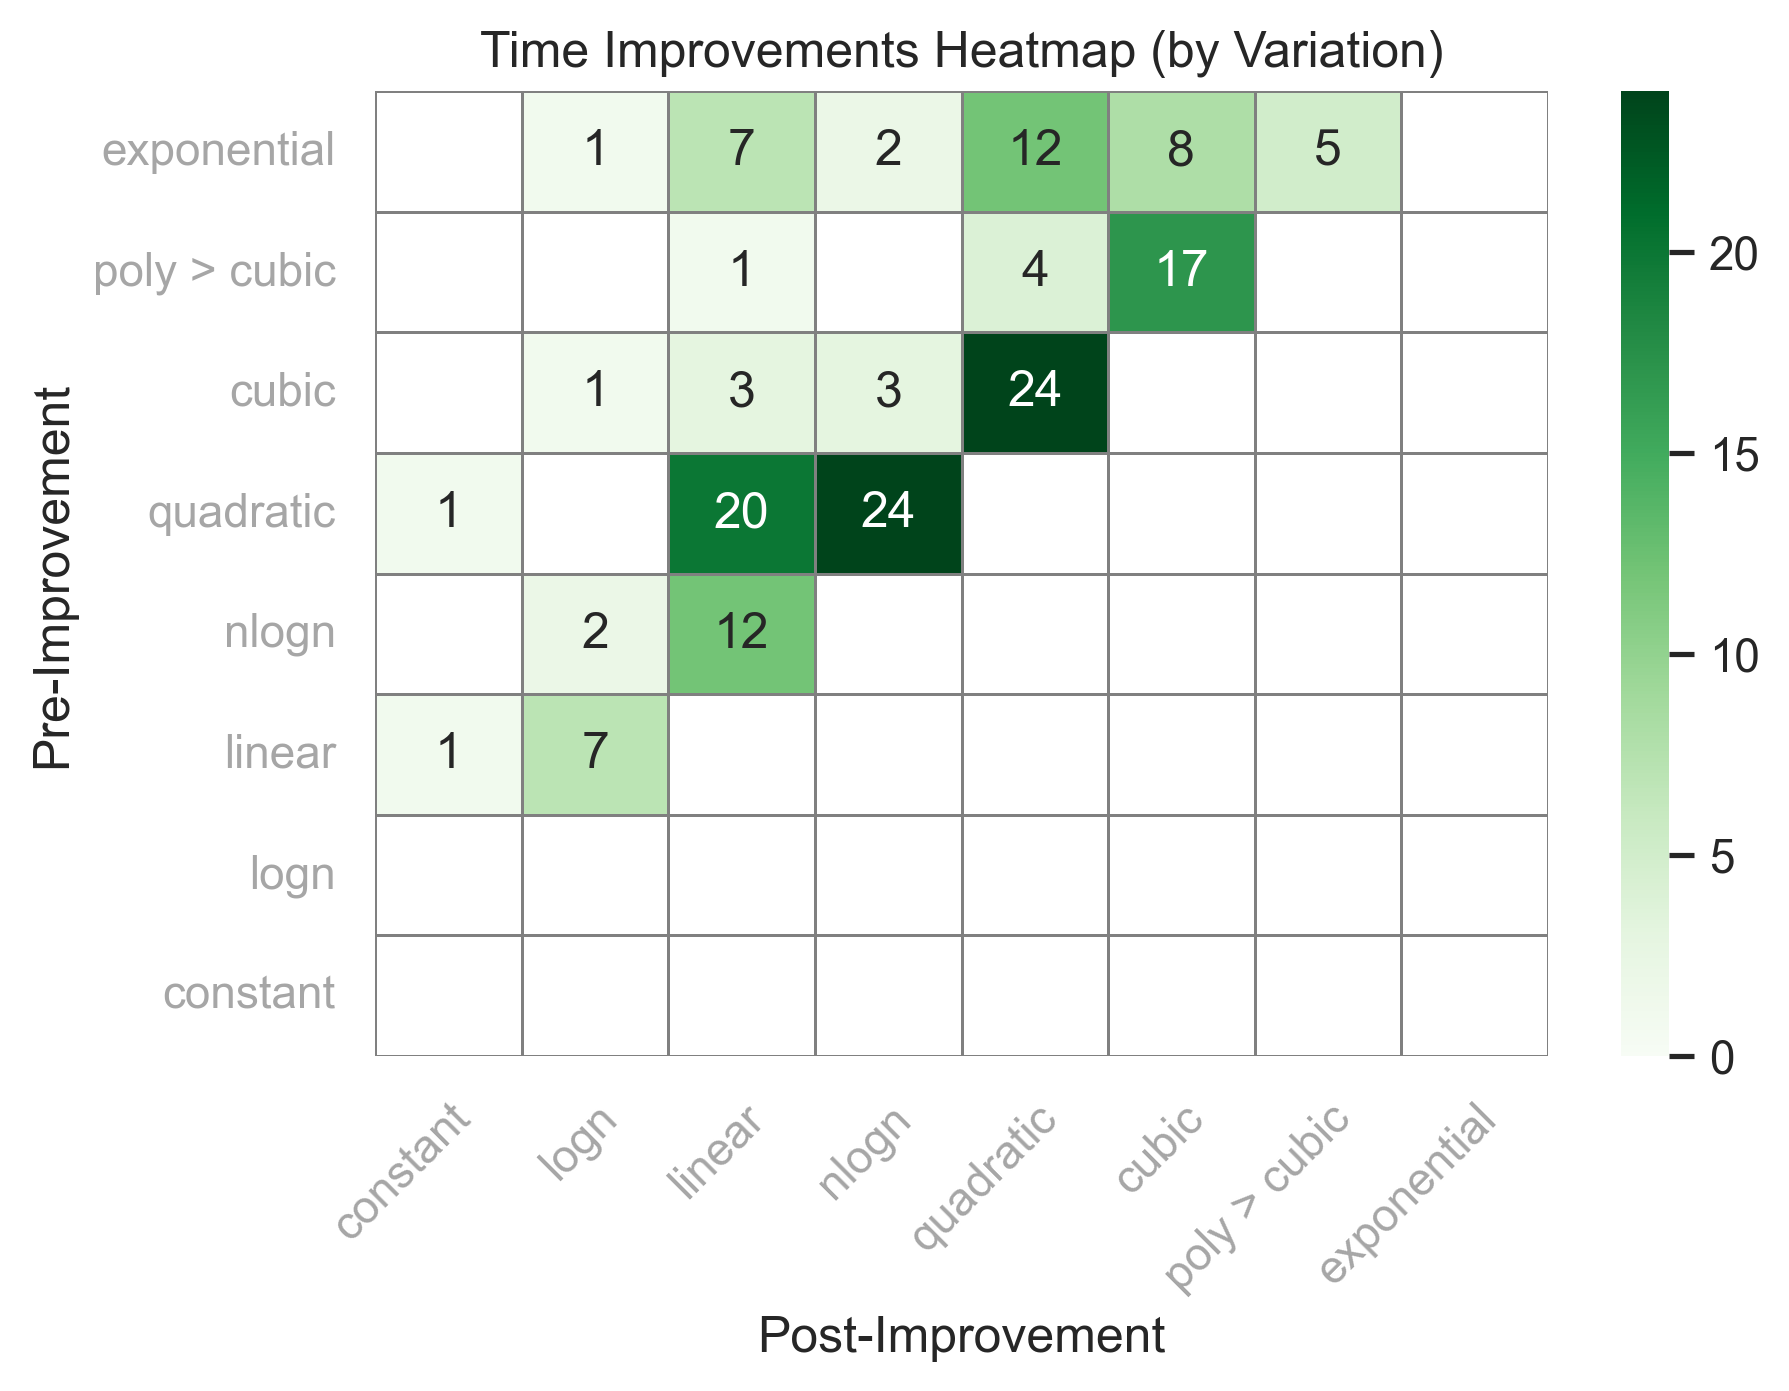 Time Improvements Heatmap (by Variation)
exponential 1 7 2 12 8 5
poly > cubic 1 4 17
cubic 1 3 3 24
quadratic 1 20 24
nlogn 2 12
linear 1 7
logn
constant
Pre-Improvement
constant logn linear nlogn quadratic cubic poly > cubic exponential
Post-Improvement
20
15
10
5
0